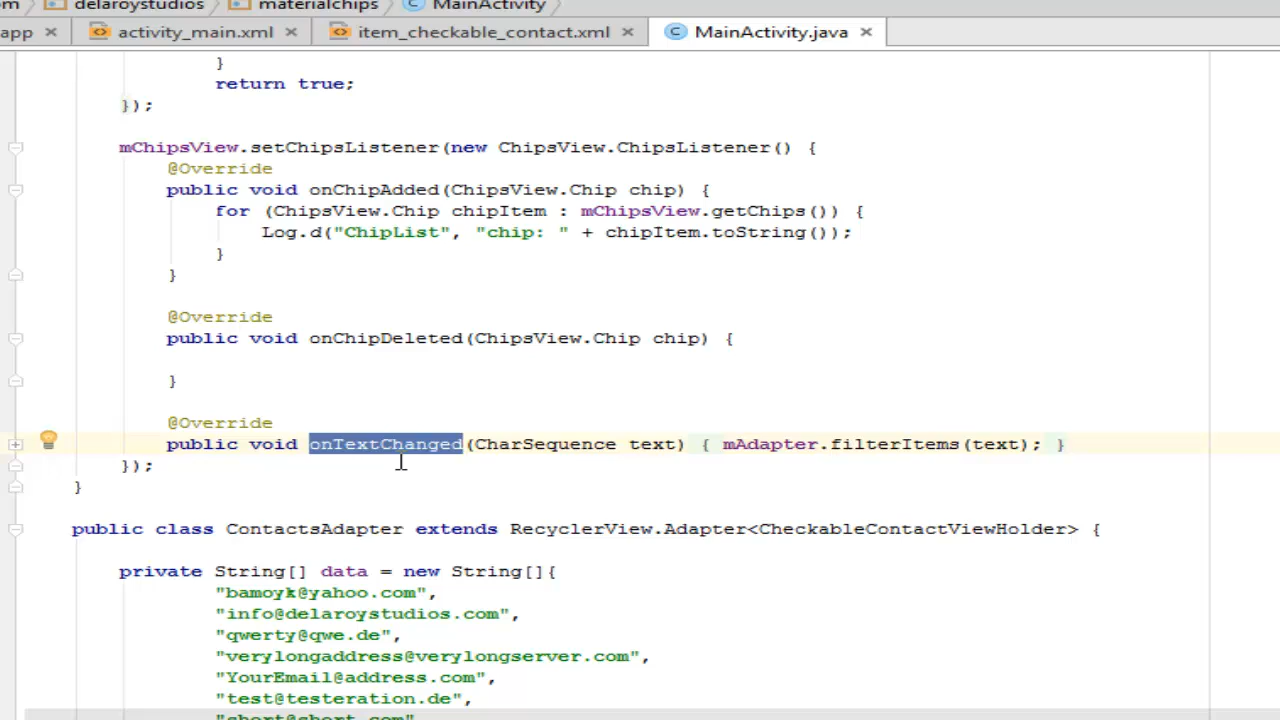 delaroystudios materialchips MainActivity
app activity_main.xml item_checkable_contact.xml MainActivity.java
}
return true;
});
mChipsView.setChipsListener(new ChipsView.ChipsListener() {
@Override
public void onChipAdded(ChipsView.Chip chip) {
for (ChipsView.Chip chipItem : mChipsView.getChips()) {
Log.d("ChipList", "chip: " + chipItem.toString());
}
}
@Override
public void onChipDeleted(ChipsView.Chip chip) {
}
@Override
public void onTextChanged(CharSequence text) { mAdapter.filterItems(text); }
});
}
public class ContactsAdapter extends RecyclerView.Adapter<CheckableContactViewHolder> {
private String[] data = new String[]{
"bamoyk@yahoo.com",
"info@delaroystudios.com",
"qwerty@qwe.de",
"verylongaddress@verylongserver.com",
"YourEmail@address.com",
"test@testeration.de",
"short@short.com"